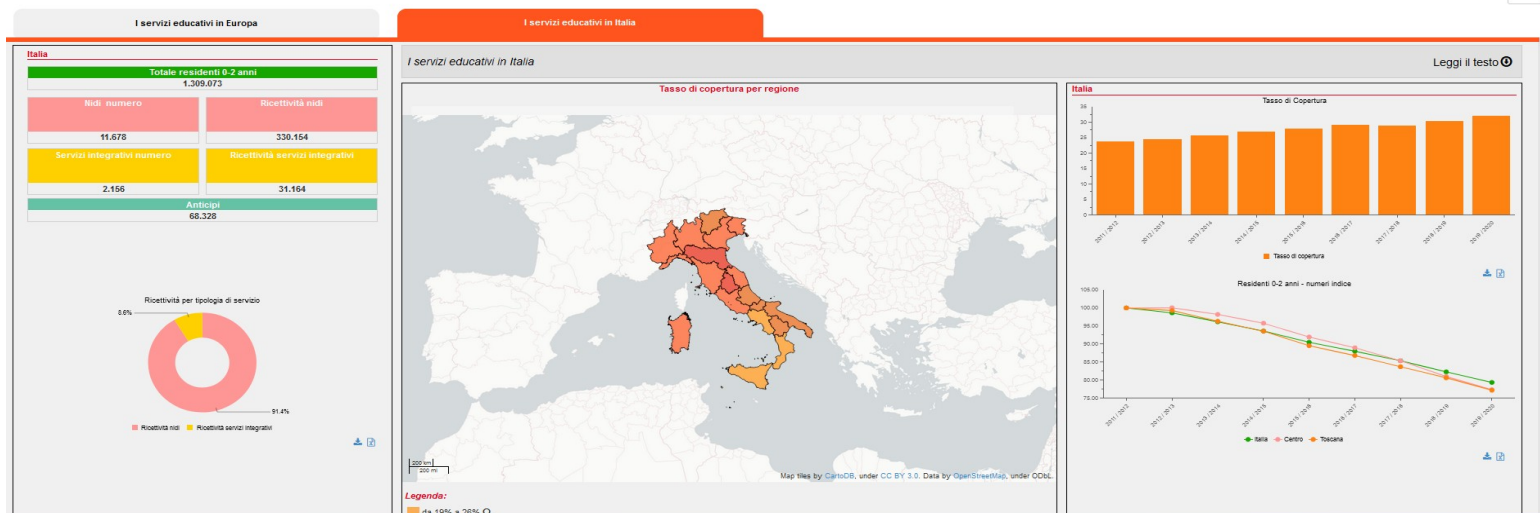 I servizi educativi in Europa
I servizi educativi in Italia
Italia
Totale residenti 0-2 anni
1.309.073
Nidi numero
Ricettività nidi
11.678
330.154
Servizi integrativi numero
Ricettività servizi integrativi
2.156
31.164
Anticipi
68.328
Ricettività per tipologia di servizio
8.6%
91.4%
Ricettività nidi
Ricettività servizi integrativi
I servizi educativi in Italia
Leggi il testo
Tasso di copertura per regione
200 km
200 mi
Map tiles by CartoDB, under CC BY 3.0. Data by OpenStreetMap, under ODbL.
Legenda:
da 19% a 26%
Italia
Tasso di Copertura
35
30
25
20
15
10
5
0
2011 / 2012
2012 / 2013
2013 / 2014
2014 / 2015
2015 / 2016
2016 / 2017
2017 / 2018
2018 / 2019
2019 / 2020
Tasso di copertura
Residenti 0-2 anni - numeri indice
105.00
100.00
95.00
90.00
85.00
80.00
75.00
2011 / 2012
2012 / 2013
2013 / 2014
2014 / 2015
2015 / 2016
2016 / 2017
2017 / 2018
2018 / 2019
2019 / 2020
Italia
Centro
Toscana